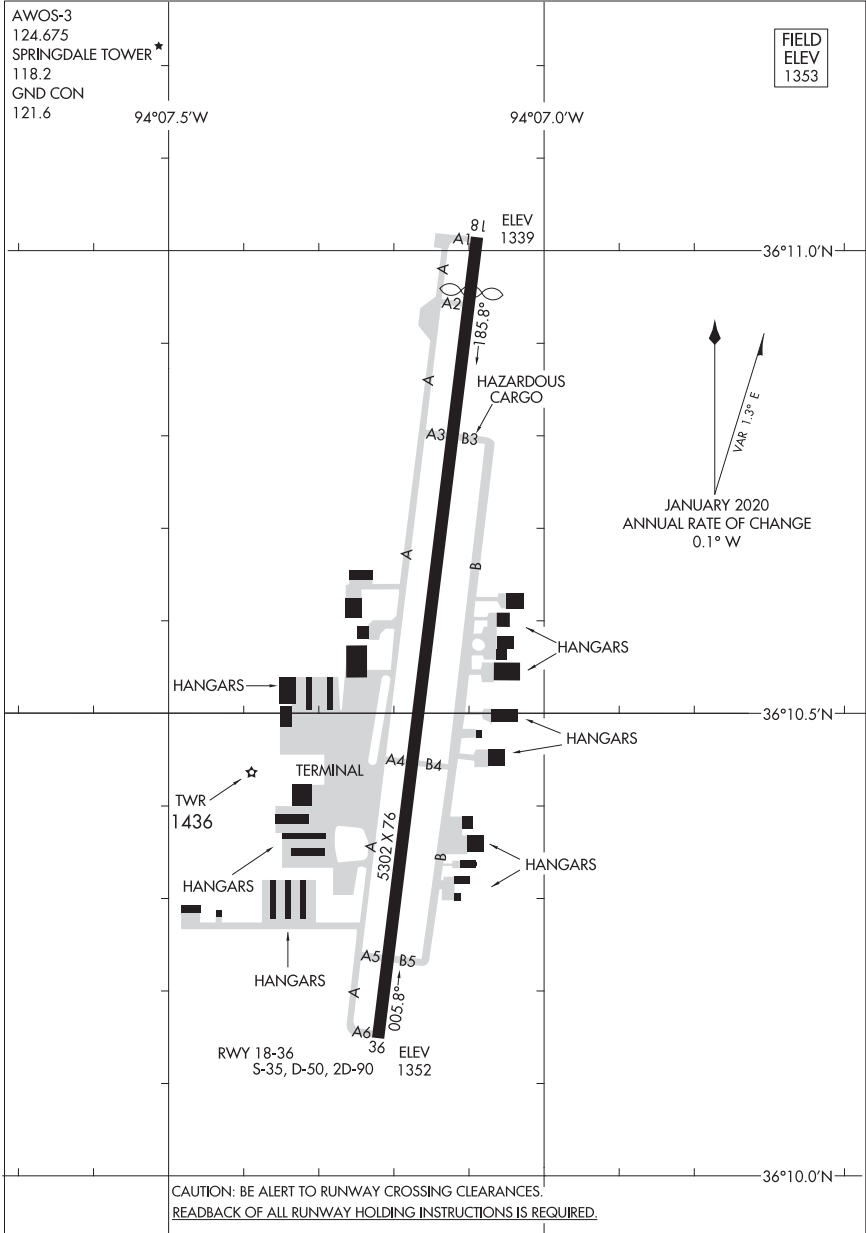 AWOS-3
124.675
SPRINGDALE TOWER
118.2
GND CON
121.6
FIELD
ELEV
1353
94°07.5'W
94°07.0'W
18
ELEV
1339
A1
36°11.0'N
A
A2
185.8°
A
HAZARDOUS
CARGO
A3
B3
VAR 1.3° E
JANUARY 2020
ANNUAL RATE OF CHANGE
0.1° W
A
B
HANGARS
HANGARS
36°10.5'N
HANGARS
A4
B4
TERMINAL
TWR
1436
5302 X 76
A
B
HANGARS
HANGARS
HANGARS
A5
B5
A
005.8°
A6
36
RWY 18-36
S-35, D-50, 2D-90
ELEV
1352
36°10.0'N
CAUTION: BE ALERT TO RUNWAY CROSSING CLEARANCES.
READBACK OF ALL RUNWAY HOLDING INSTRUCTIONS IS REQUIRED.